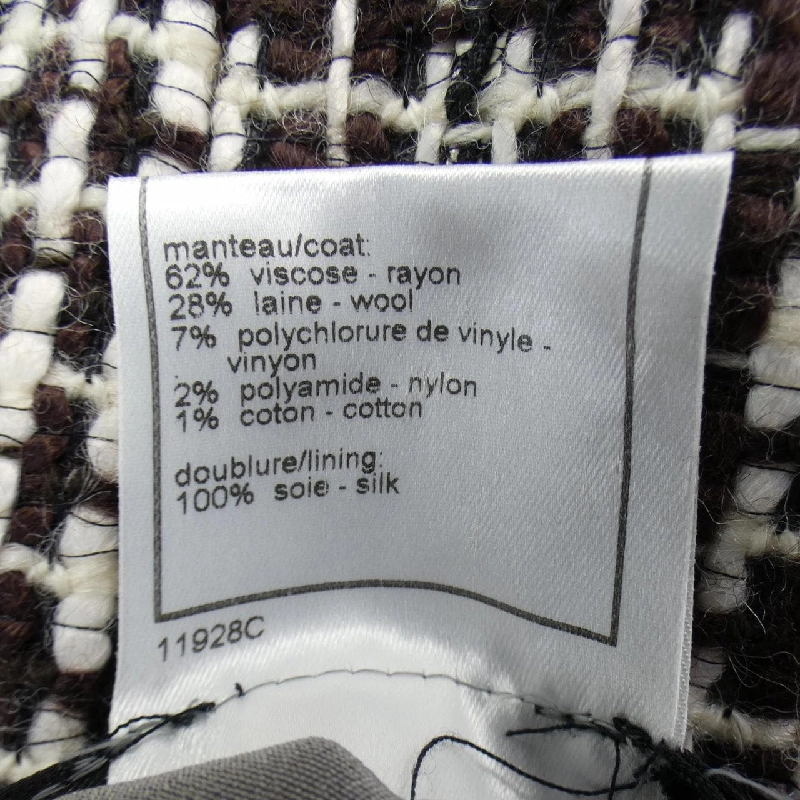 manteau/coat:
62% viscose - rayon
28% laine - wool
7% polychlorure de vinyle -
vinyon
2% polyamide - nylon
1% coton - cotton
doublure/lining:
100% soie - silk
11928C